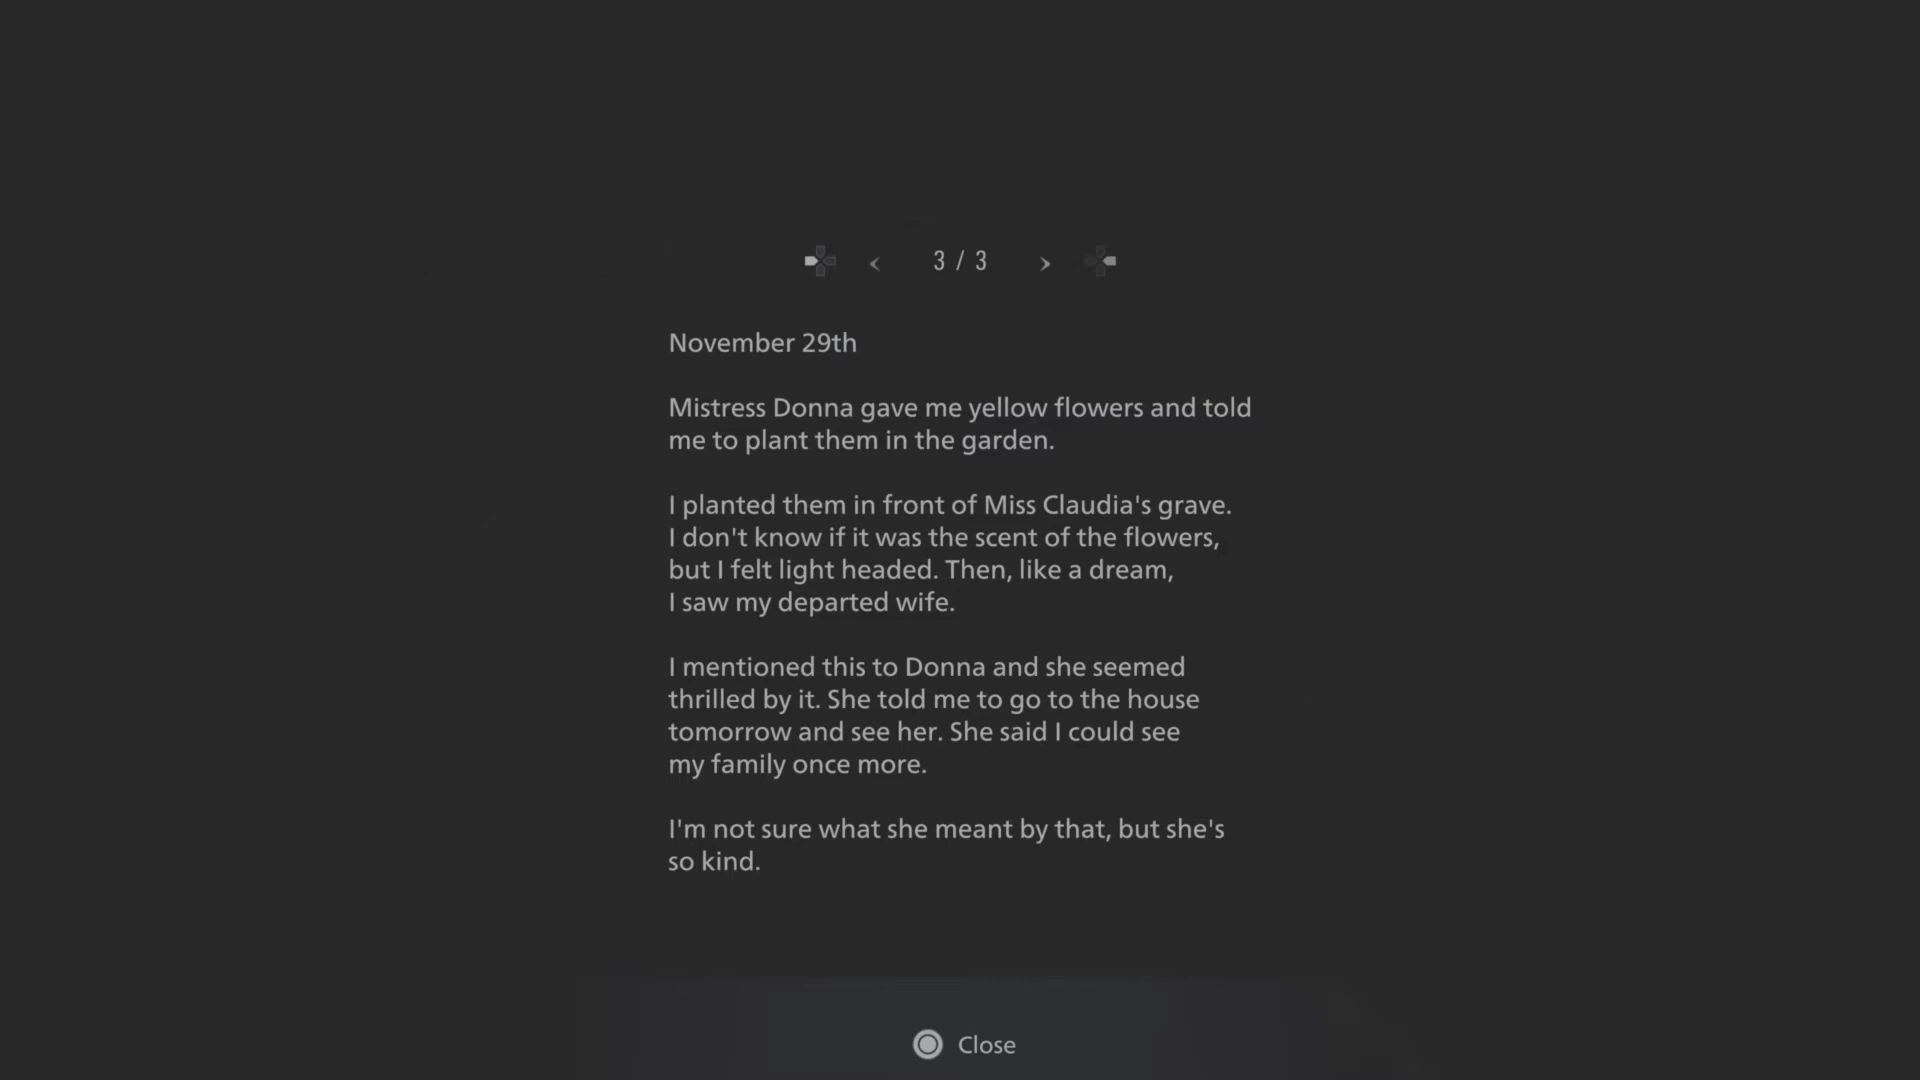 3 / 3
November 29th
Mistress Donna gave me yellow flowers and told
me to plant them in the garden.
I planted them in front of Miss Claudia's grave.
I don't know if it was the scent of the flowers,
but I felt light headed. Then, like a dream,
I saw my departed wife.
I mentioned this to Donna and she seemed
thrilled by it. She told me to go to the house
tomorrow and see her. She said I could see
my family once more.
I'm not sure what she meant by that, but she's
so kind.
Close